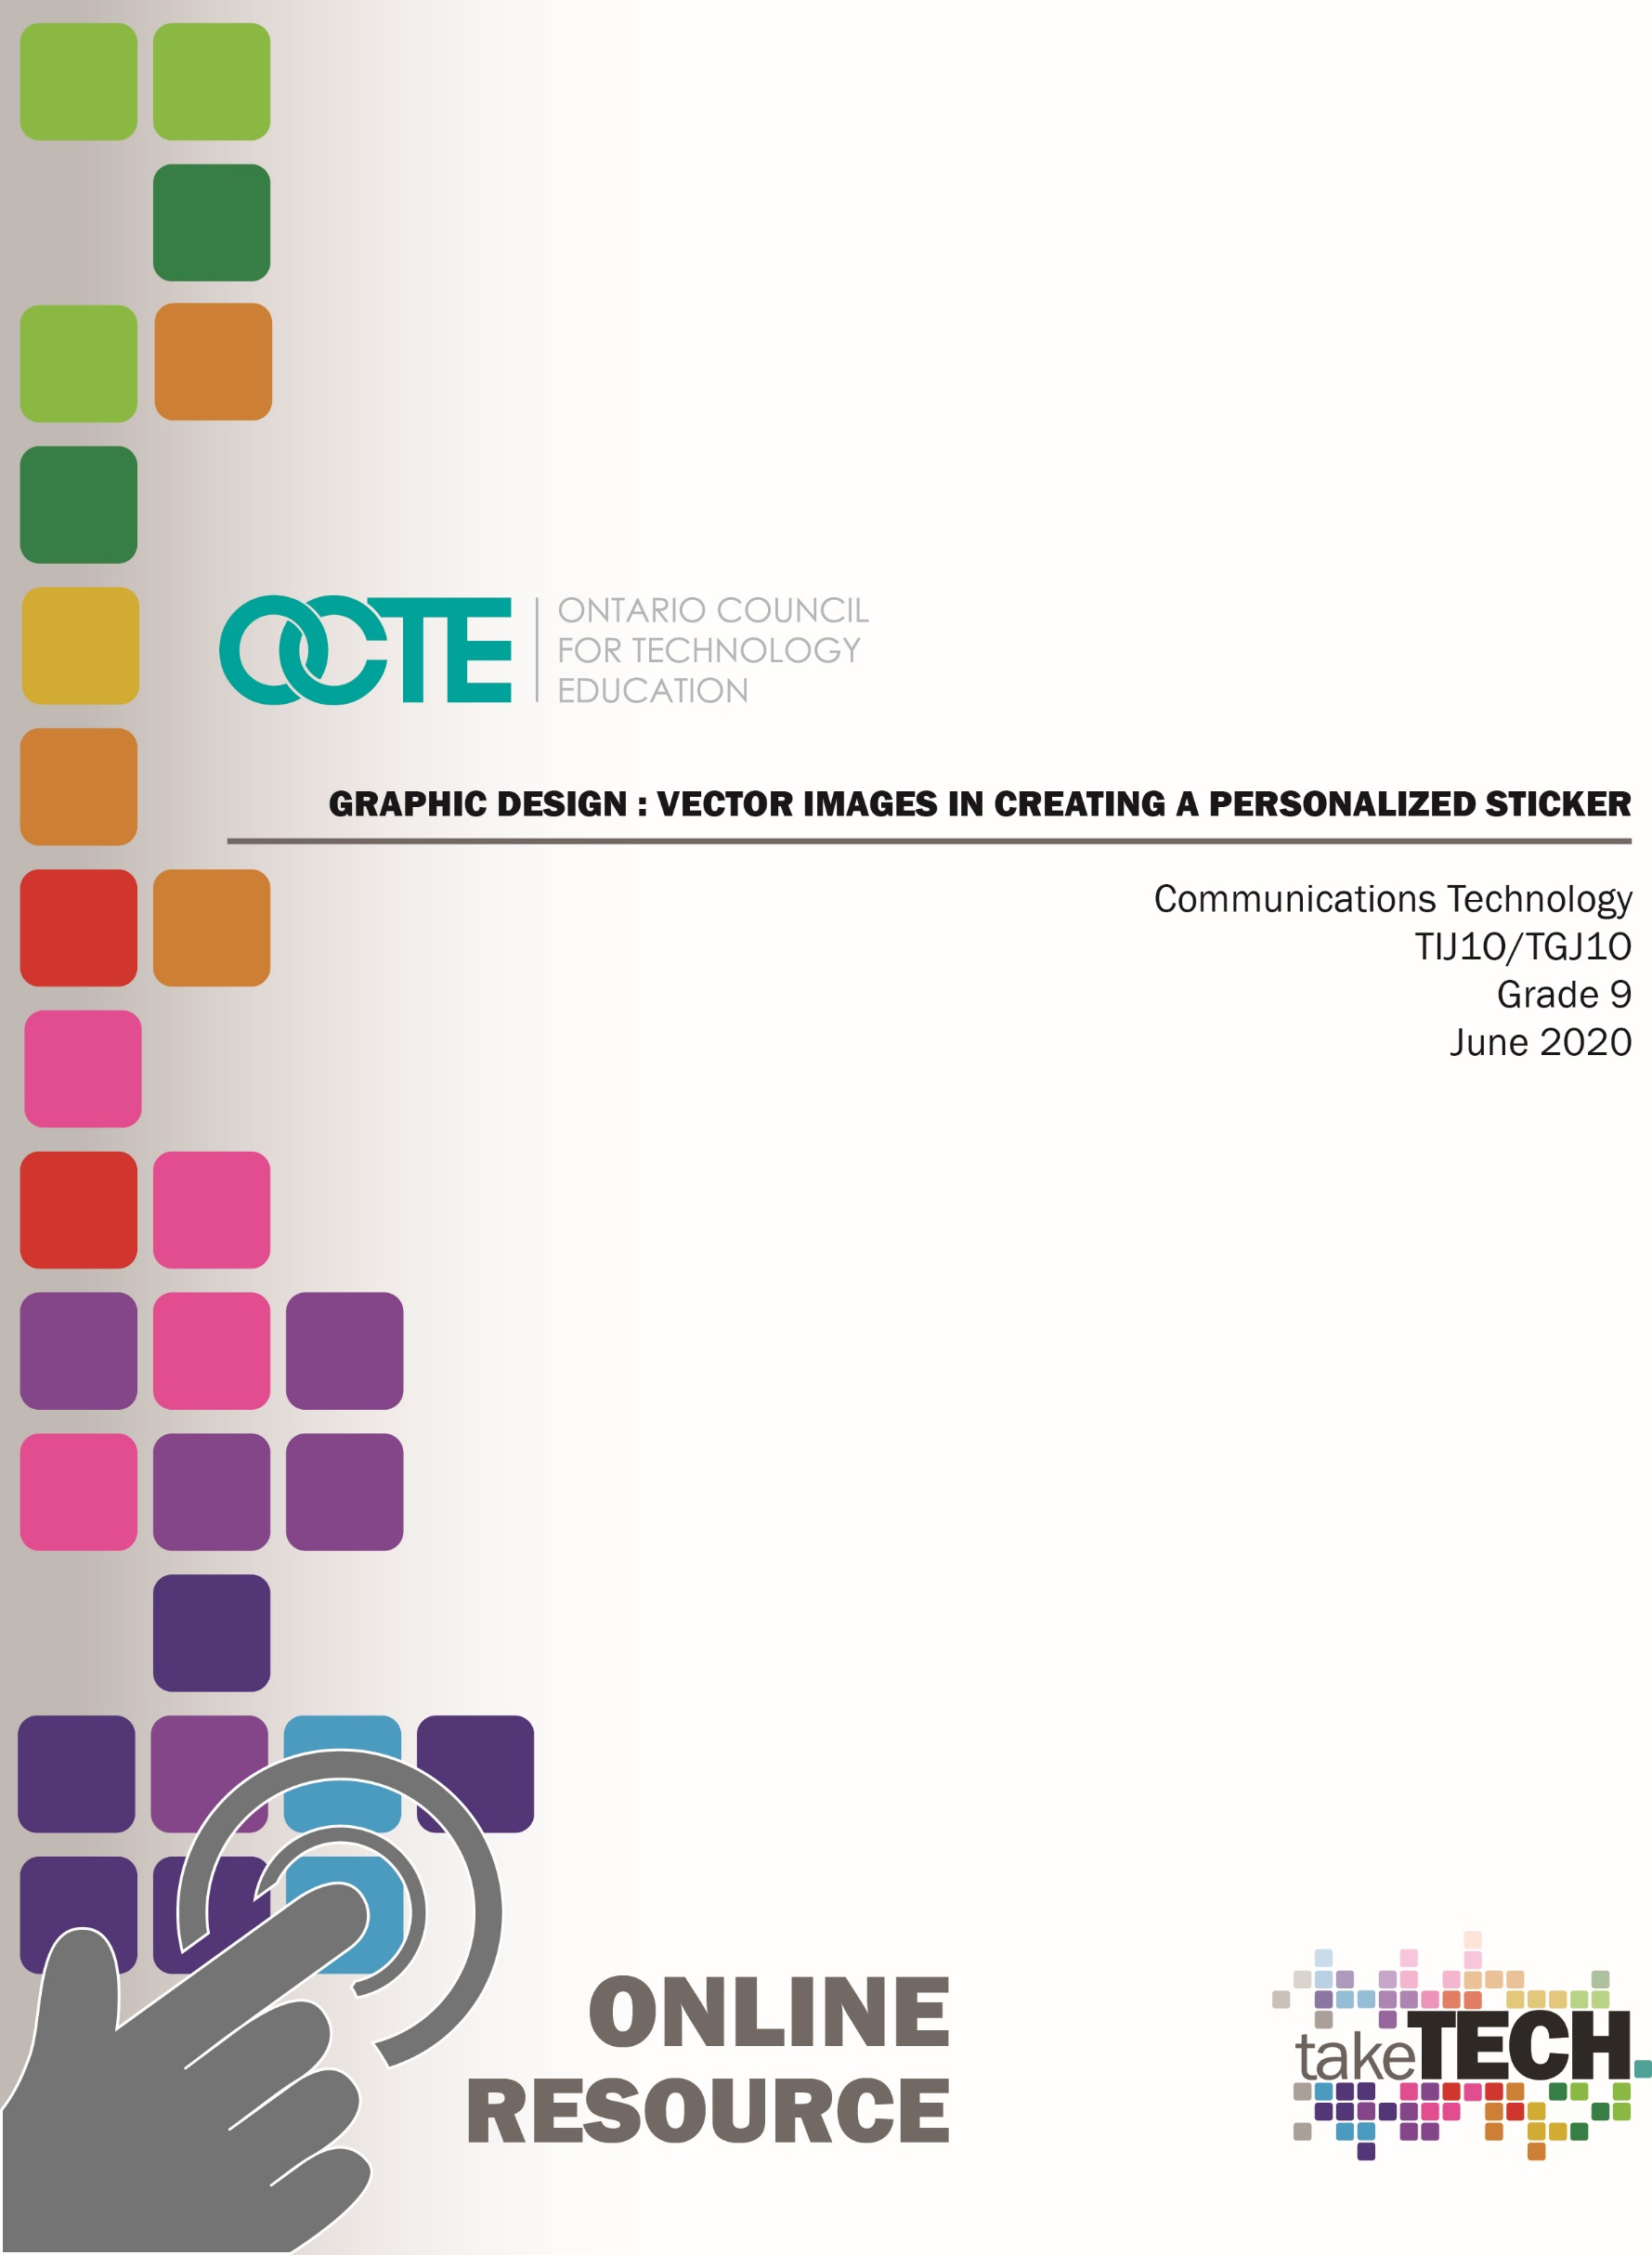 OCTE
ONTARIO COUNCIL
FOR TECHNOLOGY
EDUCATION
GRAPHIC DESIGN : VECTOR IMAGES IN CREATING A PERSONALIZED STICKER
Communications Technology
TIJ1O/TGJ1O
Grade 9
June 2020
ONLINE
RESOURCE
takeTECH.